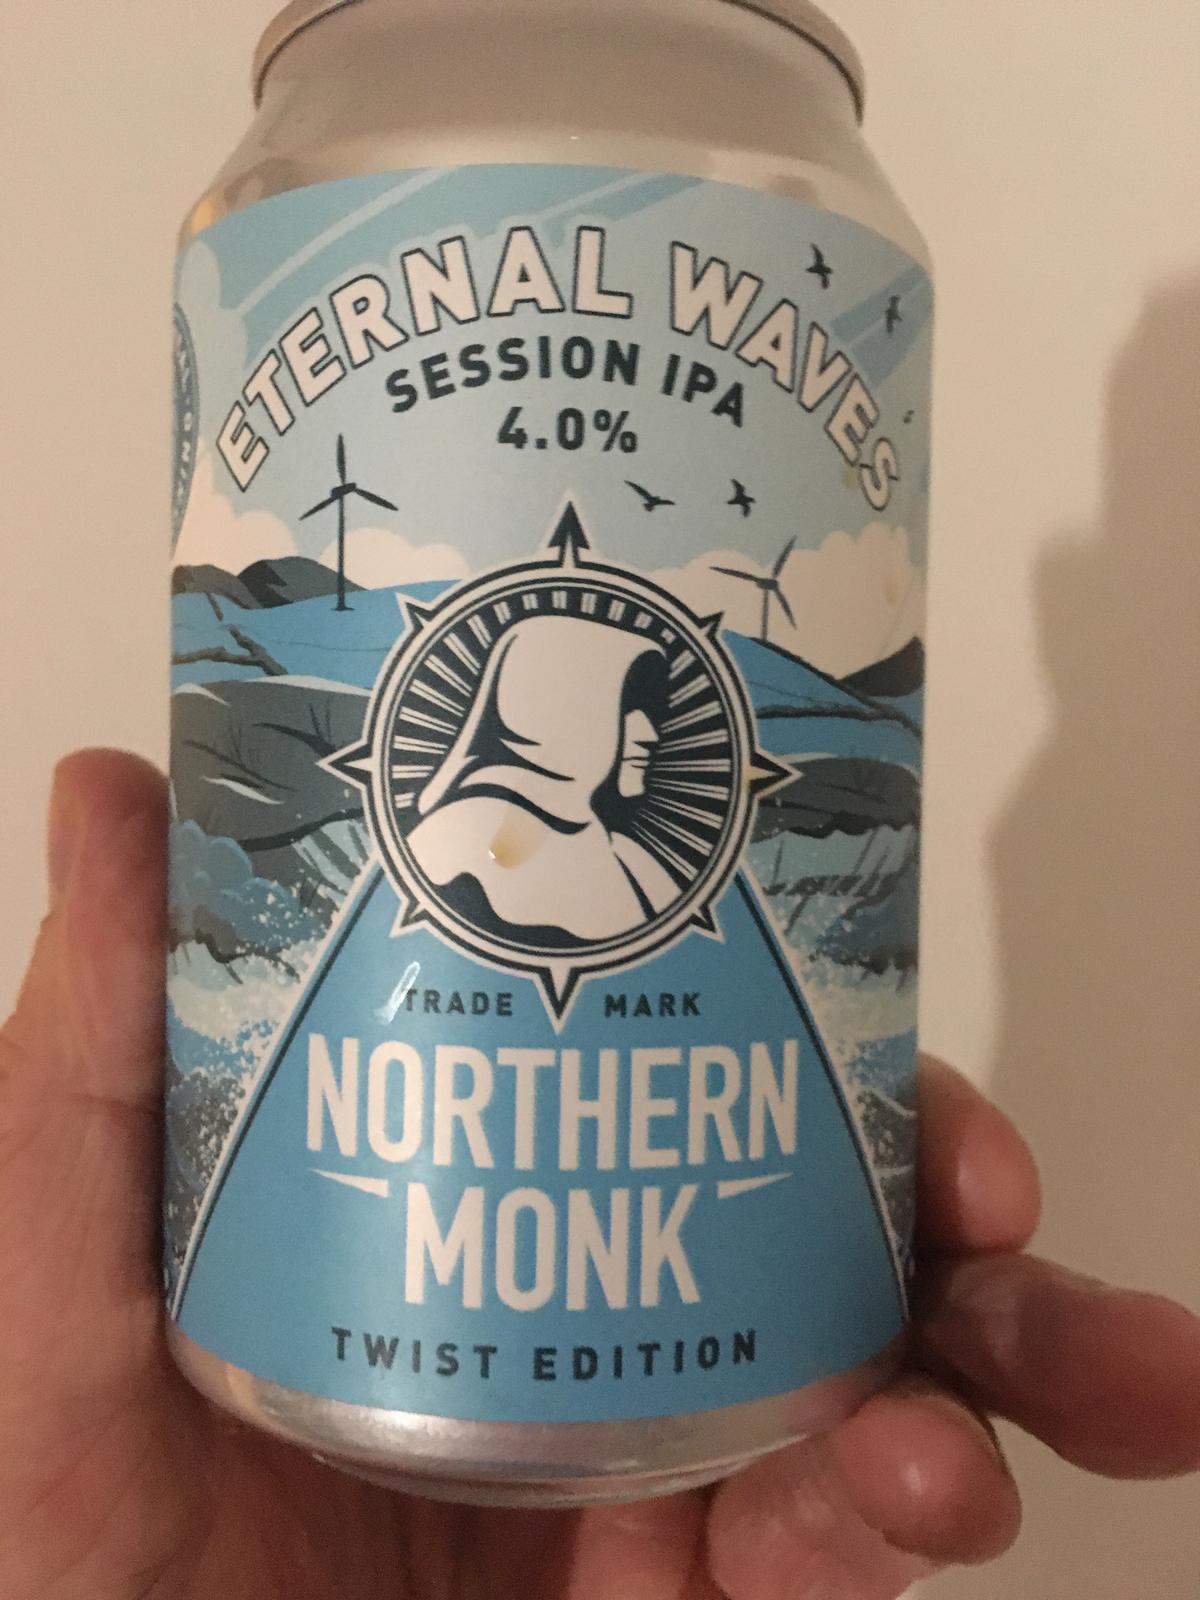 ETERNAL WAVES
SESSION IPA
4.0%
TRADE MARK
NORTHERN
MONK
TWIST EDITION